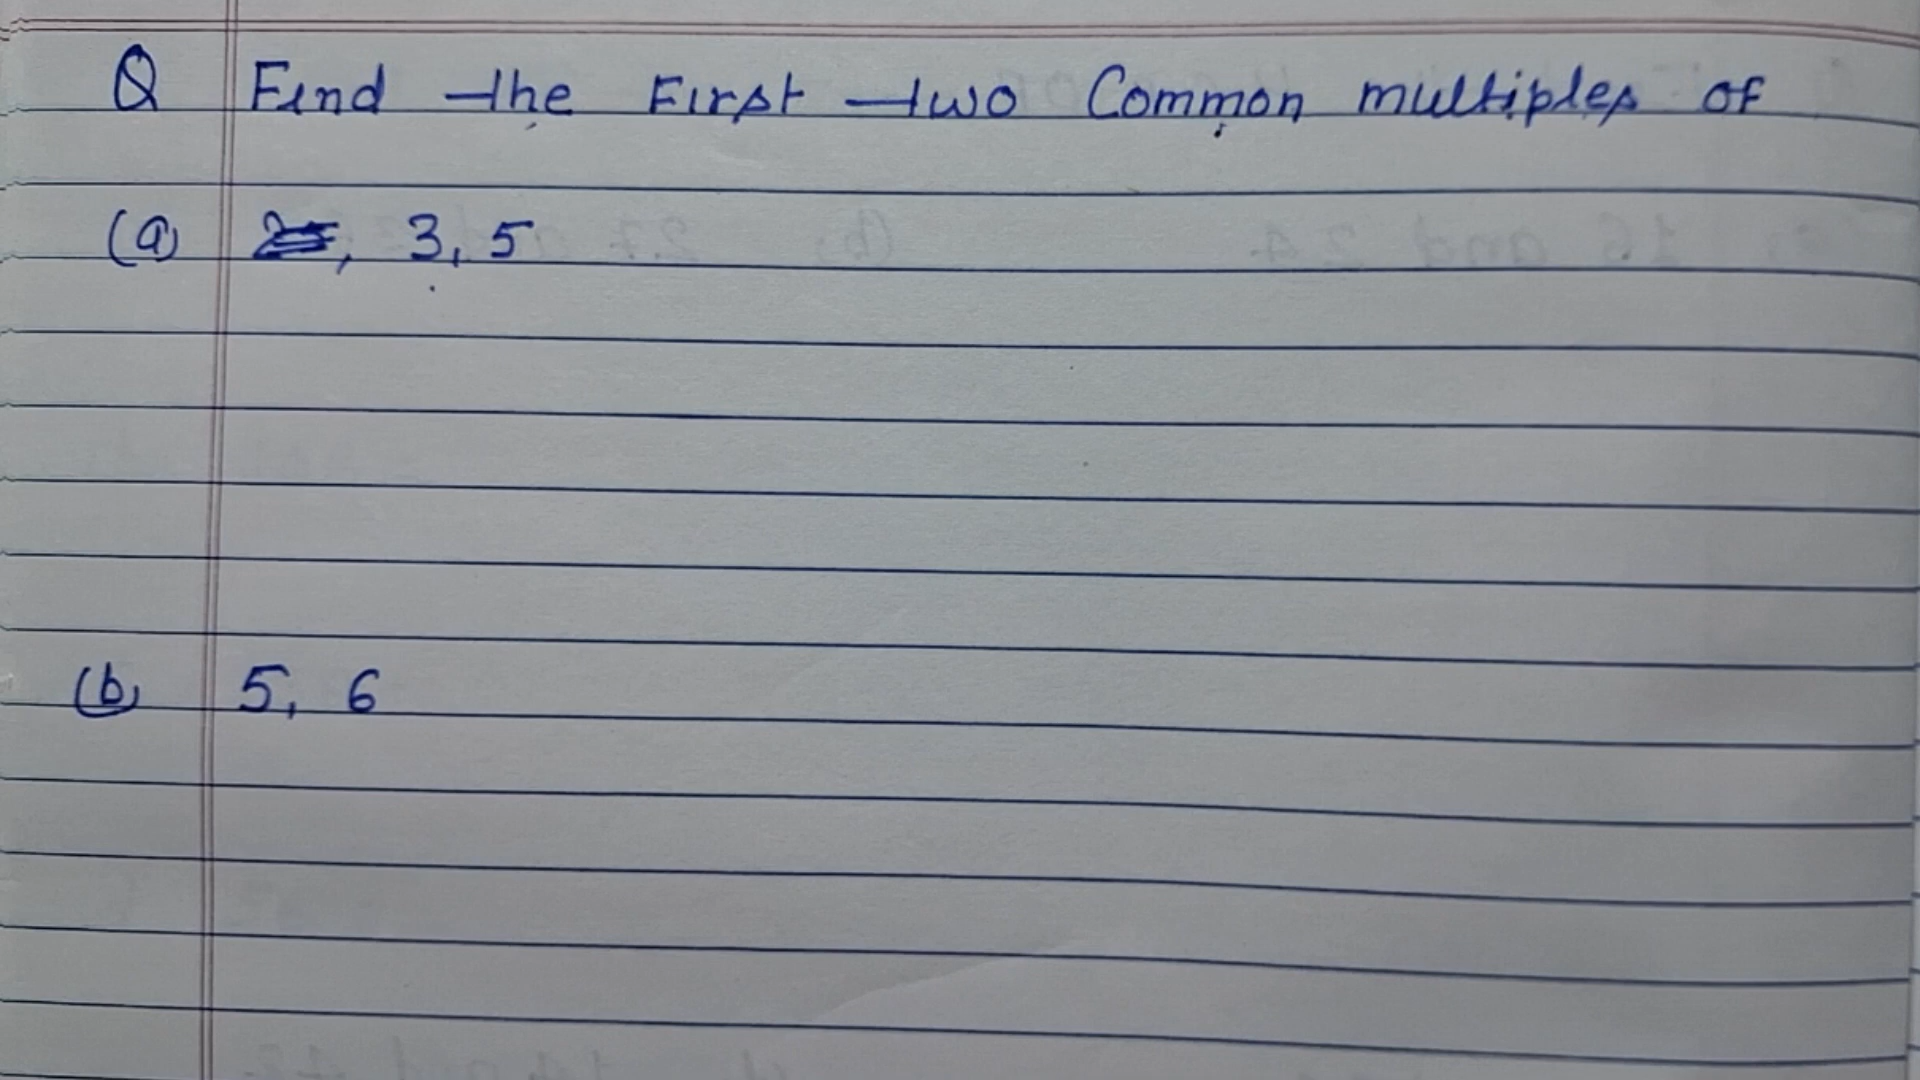 Q Find the First two Common multiples of
(a) , 3, 5
(b) 5, 6